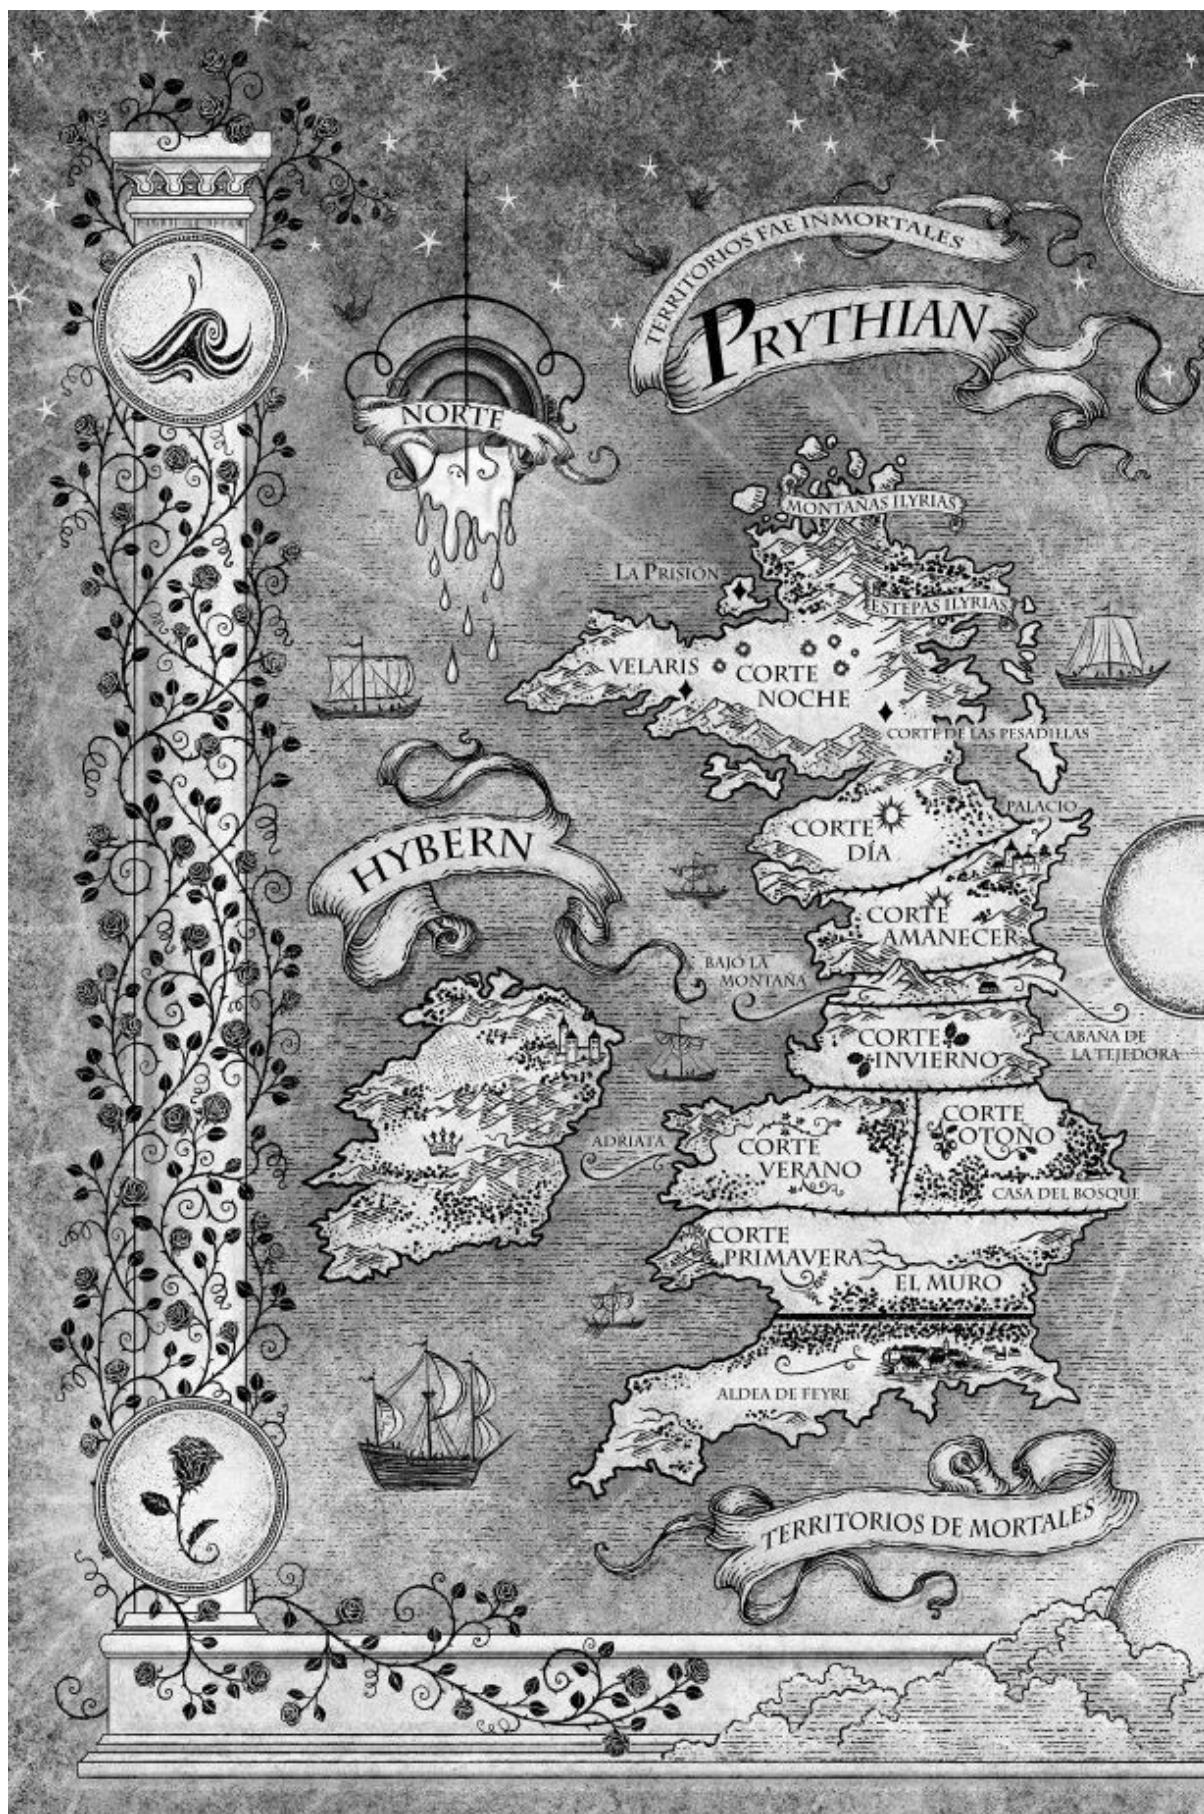 TERRITORIOS FAE INMORTALES
PRYTHIAN
NORTE
MONTAÑAS ILYRIAS
LA PRISIÓN
ESTEPAS ILYRIAS
VELARIS
CORTE
NOCHE
CORTE DE LAS PESADILLAS
HYBERN
PALACIO
CORTE
DÍA
CORTE
AMANECER
BAJO LA
MONTAÑA
CORTE
INVIERNO
CABAÑA DE
LA TEJEDORA
ADRIATA
CORTE
VERANO
CORTE
OTOÑO
CASA DEL BOSQUE
CORTE
PRIMAVERA
EL MURO
ALDEA DE FEYRE
TERRITORIOS DE MORTALES